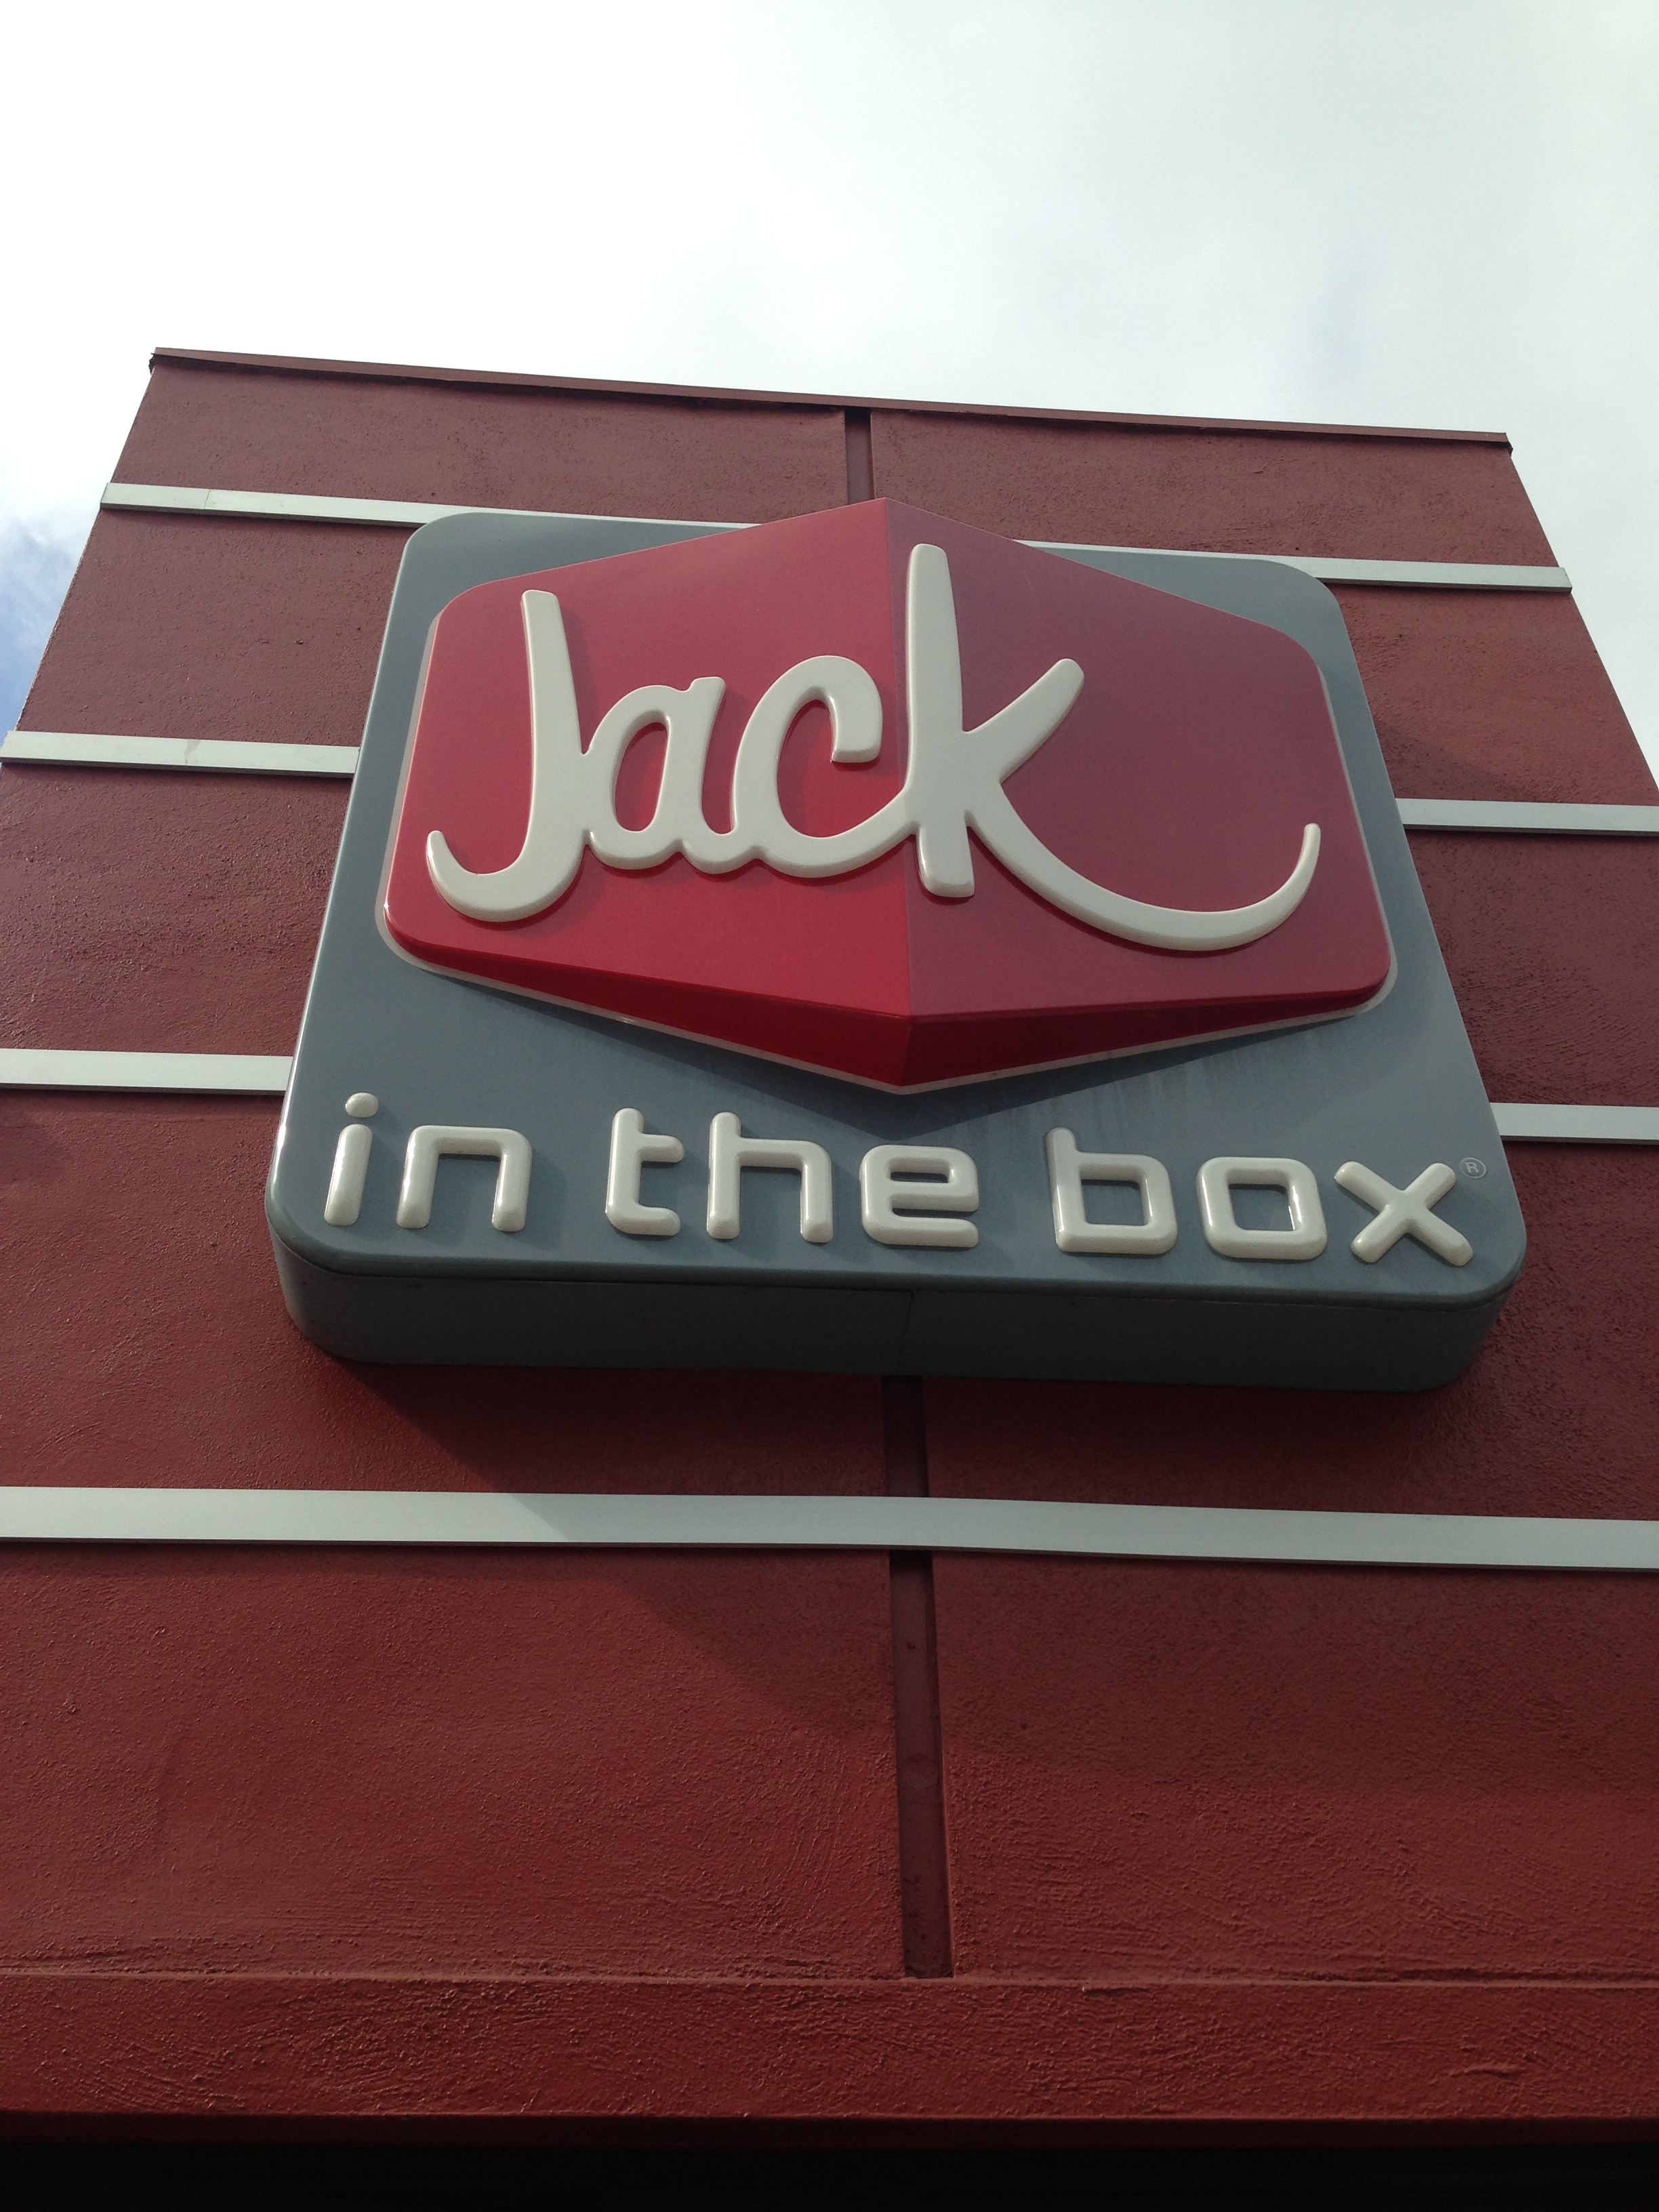 Jack
in the box®